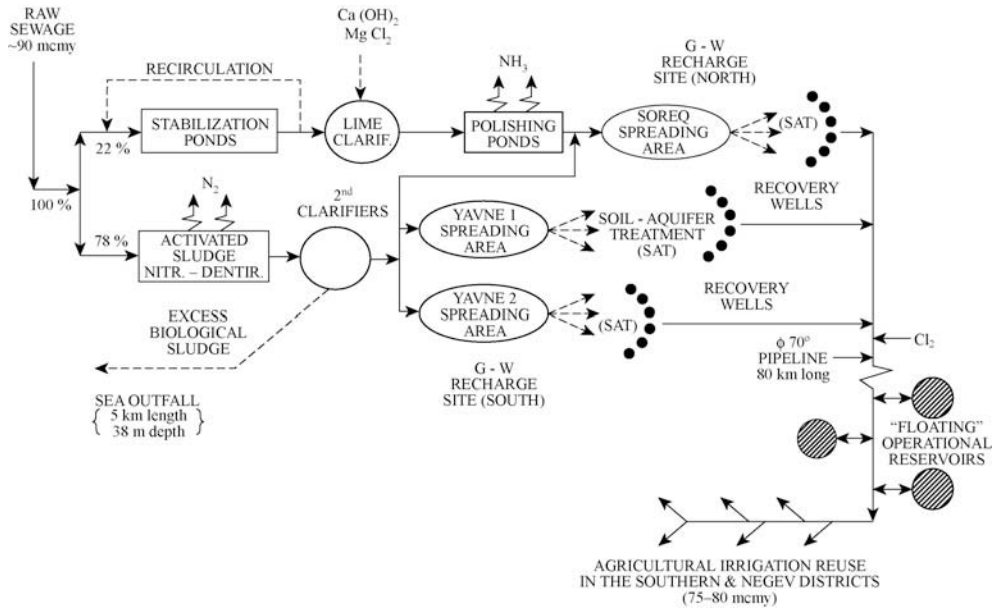 RAW
SEWAGE
~90 mcmy
Ca (OH)2
Mg Cl2
RECIRCULATION
NH3
G - W
RECHARGE
SITE (NORTH)
STABILIZATION
PONDS
LIME
CLARIF.
POLISHING
PONDS
SOREQ
SPREADING
AREA
(SAT)
22 %
100 %
N2
2nd
CLARIFIERS
RECOVERY
WELLS
78 %
ACTIVATED
SLUDGE
NITR. – DENTIR.
YAVNE 1
SPREADING
AREA
SOIL - AQUIFER
TREATMENT
(SAT)
RECOVERY
WELLS
YAVNE 2
SPREADING
AREA
(SAT)
EXCESS
BIOLOGICAL
SLUDGE
G - W
RECHARGE
SITE (SOUTH)
Cl2
ϕ 70º
PIPELINE
80 km long
SEA OUTFALL
{ 5 km length
38 m depth }
“FLOATING”
OPERATIONAL
RESERVOIRS
AGRICULTURAL IRRIGATION REUSE
IN THE SOUTHERN & NEGEV DISTRICTS
(75–80 mcmy)